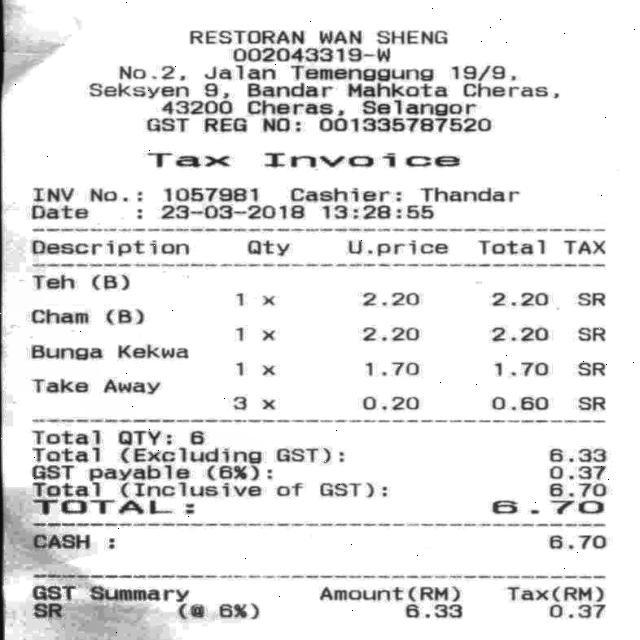 RESTORAN WAN SHENG
002043319-W
No.2, Jalan Temenggung 19/9,
Seksyen 9, Bandar Mahkota Cheras,
43200 Cheras, Selangor
GST REG NO: 001335787520
Tax Invoice
INV No.: 1057981 Cashier: Thandar
Date : 23-03-2018 13:28:55
Description Qty U.price Total TAX
Teh (B)
1 x 2.20 2.20 SR
Cham (B)
1 x 2.20 2.20 SR
Bunga Kekwa
1 x 1.70 1.70 SR
Take Away
3 x 0.20 0.60 SR
Total QTY: 6
Total (Excluding GST): 6.33
GST payable (6%): 0.37
Total (Inclusive of GST): 6.70
TOTAL: 6.70
CASH : 6.70
GST Summary Amount(RM) Tax(RM)
SR (@ 6%) 6.33 0.37